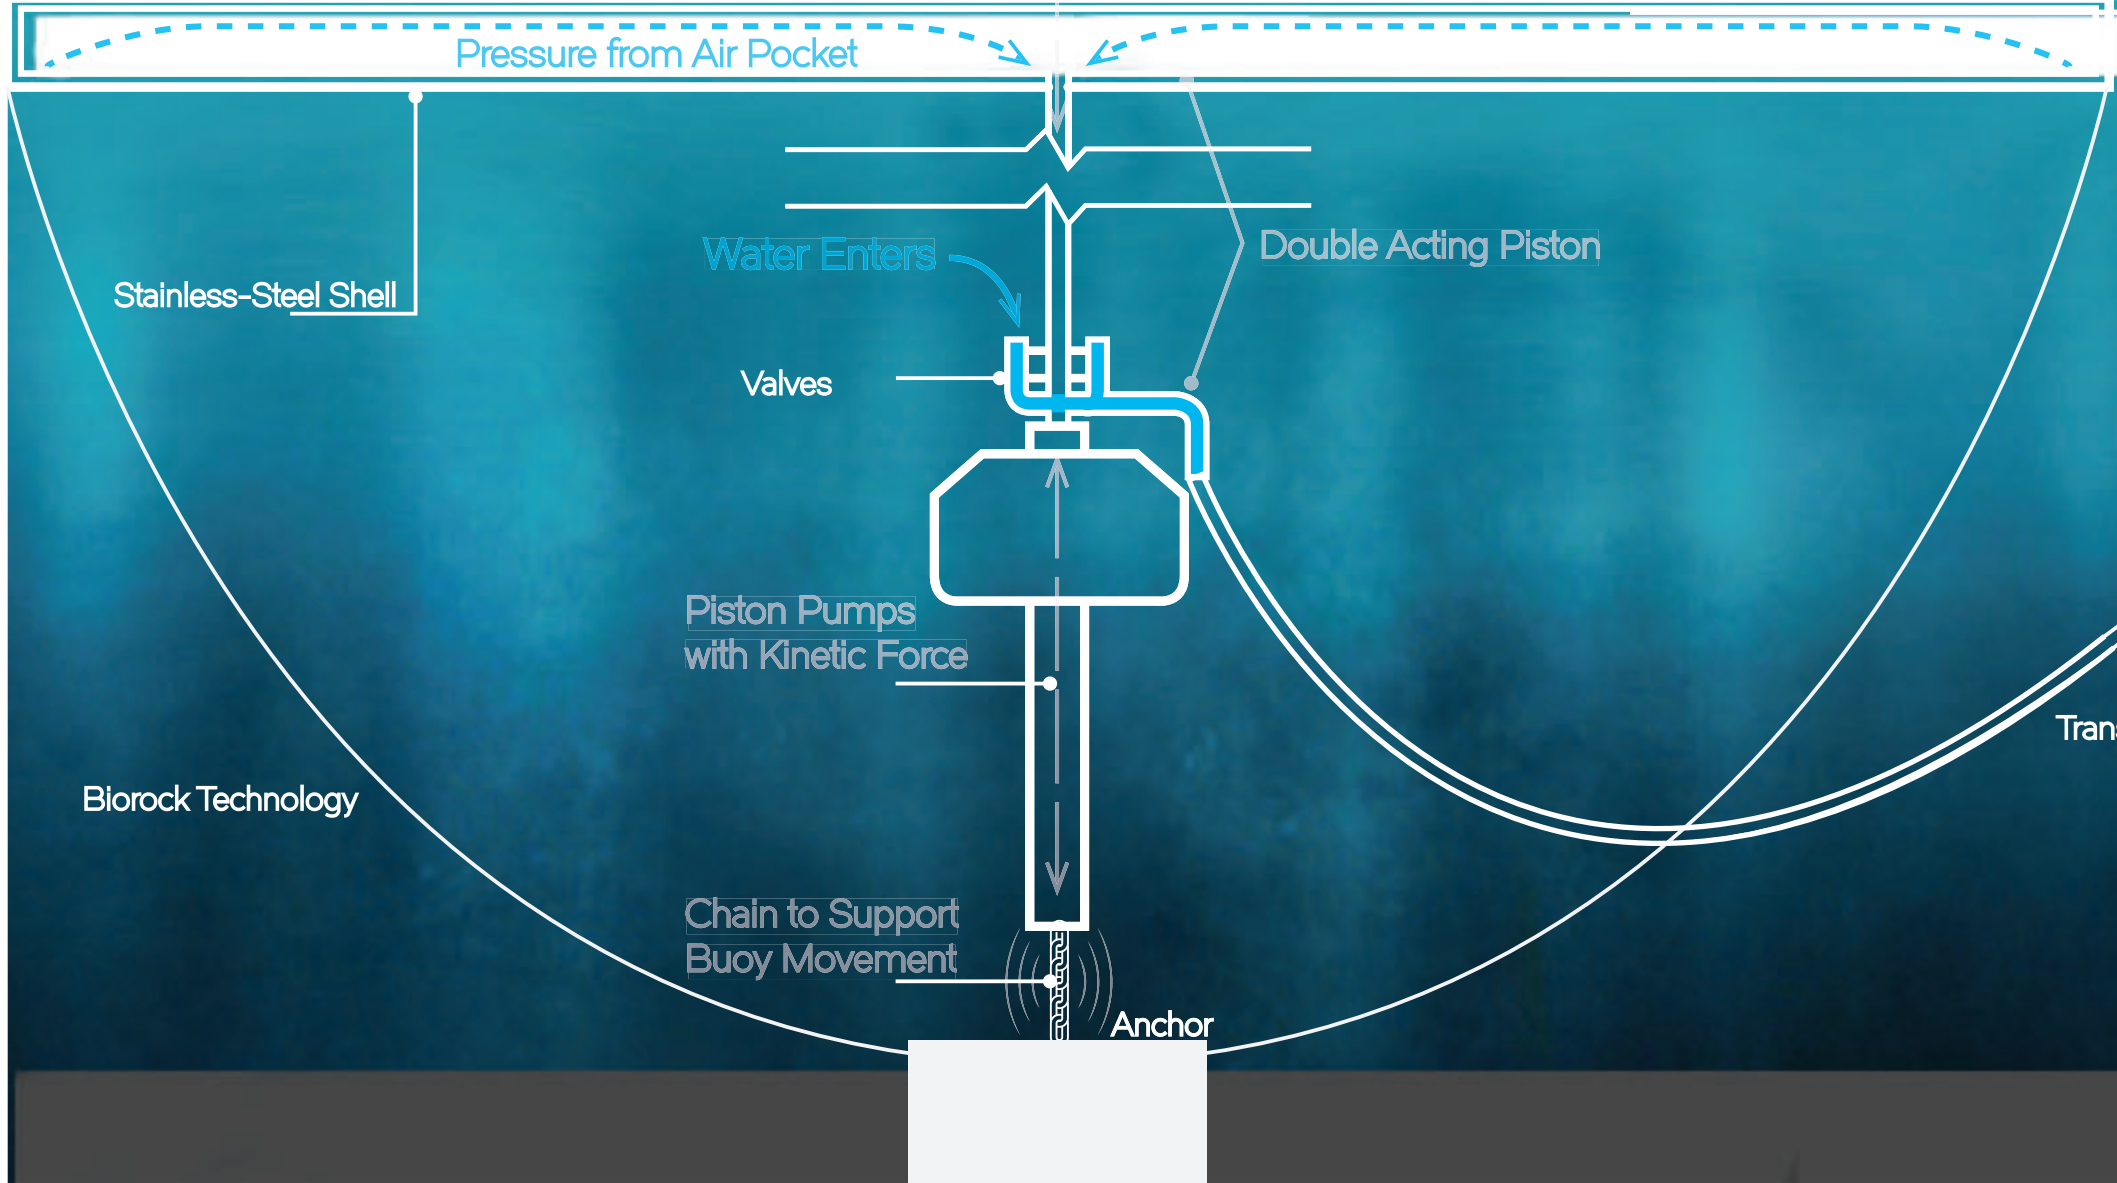 Pressure from Air Pocket
Water Enters
Double Acting Piston
Stainless-Steel Shell
Valves
Piston Pumps
with Kinetic Force
Biorock Technology
Chain to Support
Buoy Movement
Anchor